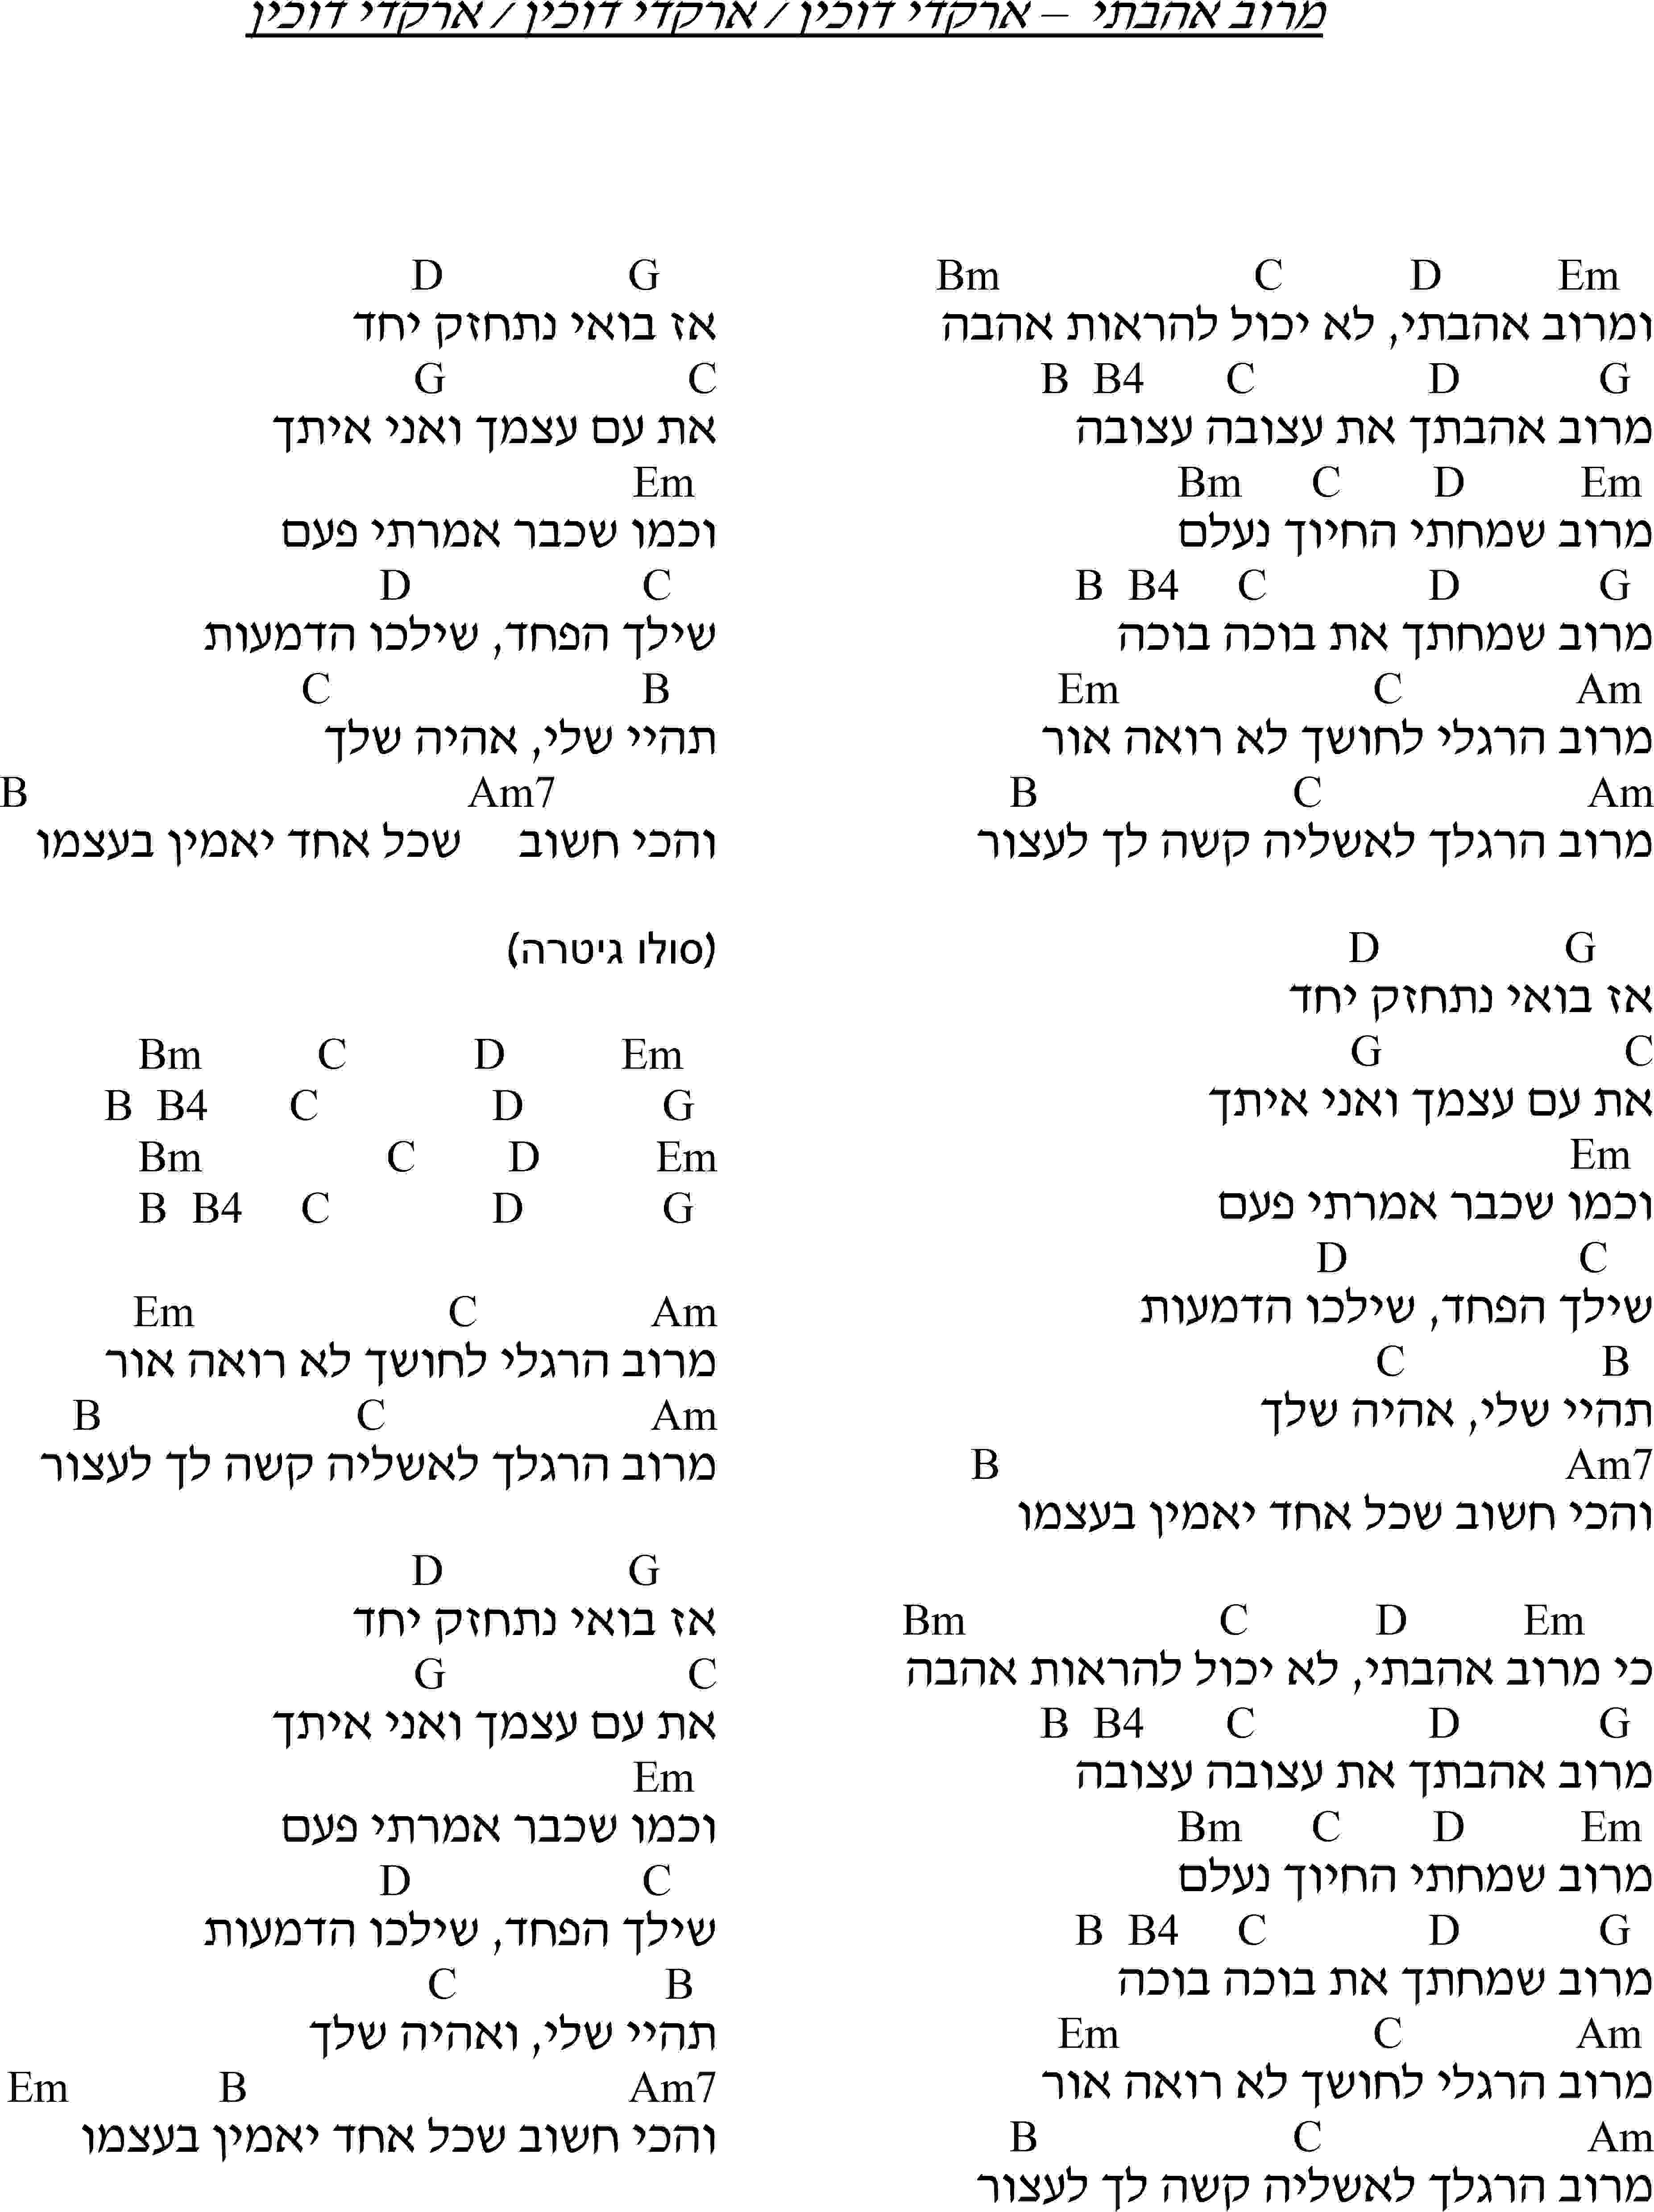 מרוב אהבתי – ארקדי דוכין / ארקדי דוכין / ארקדי דוכין
Bm C D Em
ומרוב אהבתי, לא יכול להראות אהבה
B B4 C D G
מרוב אהבתך את עצובה עצובה
Bm C D Em
מרוב שמחתי החיוך נעלם
B B4 C D G
מרוב שמחתך את בוכה בוכה
Em C Am
מרוב הרגלי לחושך לא רואה אור
B C Am
מרוב הרגלך לאשליה קשה לך לעצור
D G
אז בואי נתחזק יחד
G C
את עם עצמך ואני איתך
Em
וכמו שכבר אמרתי פעם
D C
שילך הפחד, שילכו הדמעות
C B
תהיי שלי, אהיה שלך
B Am7
והכי חשוב שכל אחד יאמין בעצמו
Bm C D Em
כי מרוב אהבתי, לא יכול להראות אהבה
B B4 C D G
מרוב אהבתך את עצובה עצובה
Bm C D Em
מרוב שמחתי החיוך נעלם
B B4 C D G
מרוב שמחתך את בוכה בוכה
Em C Am
מרוב הרגלי לחושך לא רואה אור
B C Am
מרוב הרגלך לאשליה קשה לך לעצור
D G
אז בואי נתחזק יחד
G C
את עם עצמך ואני איתך
Em
וכמו שכבר אמרתי פעם
D C
שילך הפחד, שילכו הדמעות
C B
תהיי שלי, אהיה שלך
B Am7
והכי חשוב שכל אחד יאמין בעצמו
(סולו גיטרה)
Bm C D Em
B B4 C D G
Bm C D Em
B B4 C D G
Em C Am
מרוב הרגלי לחושך לא רואה אור
B C Am
מרוב הרגלך לאשליה קשה לך לעצור
D G
אז בואי נתחזק יחד
G C
את עם עצמך ואני איתך
Em
וכמו שכבר אמרתי פעם
D C
שילך הפחד, שילכו הדמעות
C B
תהיי שלי, ואהיה שלך
Em B Am7
והכי חשוב שכל אחד יאמין בעצמו